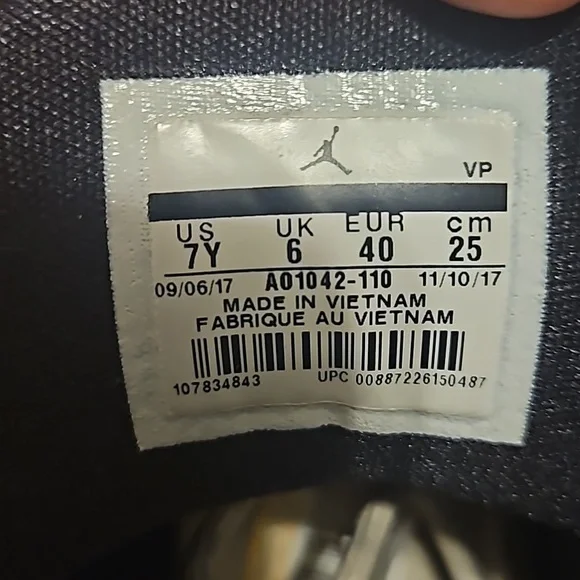 VP
US UK EUR cm
7Y 6 40 25
09/06/17 AO1042-110 11/10/17
MADE IN VIETNAM
FABRIQUE AU VIETNAM
107834843 UPC 00887226150487